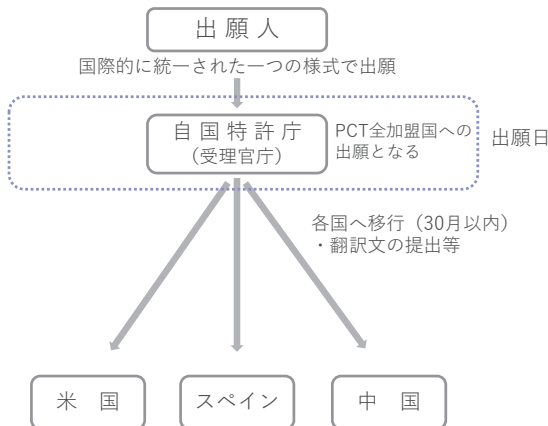 出願人
国際的に統一された一つの様式で出願
自国特許庁
(受理官庁)
PCT全加盟国への
出願となる
出願日
各国へ移行（30月以内）
・翻訳文の提出等
米　国
スペイン
中　国